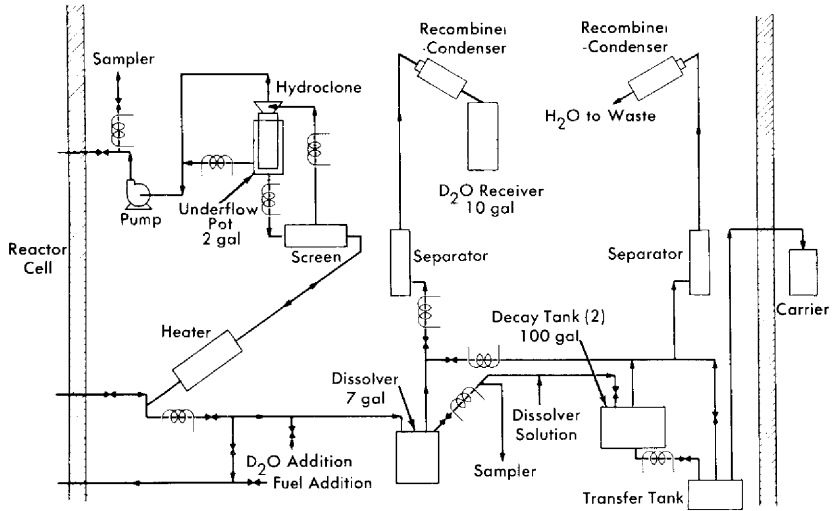 Sampler
Hydroclone
Recombiner
-Condenser
Recombiner
-Condenser
H2O to Waste
D2O Receiver
10 gal
Pump
Underflow
Pot
2 gal
Screen
Reactor
Cell
Separator
Separator
Carrier
Heater
Decay Tank (2)
100 gal
Dissolver
7 gal
Dissolver
Solution
D2O Addition
Fuel Addition
Sampler
Transfer Tank